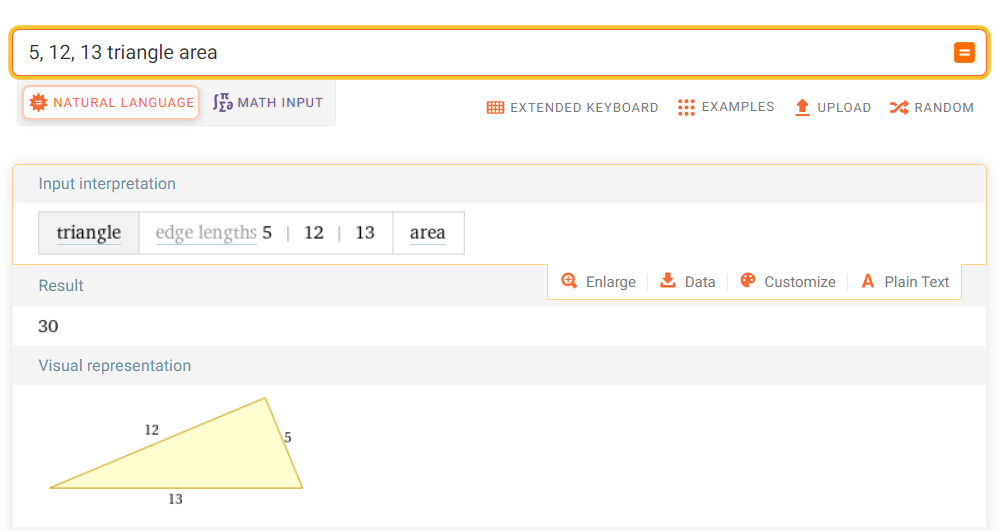 5, 12, 13 triangle area
NATURAL LANGUAGE ∫Σπ∂ MATH INPUT EXTENDED KEYBOARD EXAMPLES UPLOAD RANDOM
Input interpretation
triangle edge lengths 5 | 12 | 13 area
Result
Enlarge Data Customize A Plain Text
30
Visual representation
12
5
13